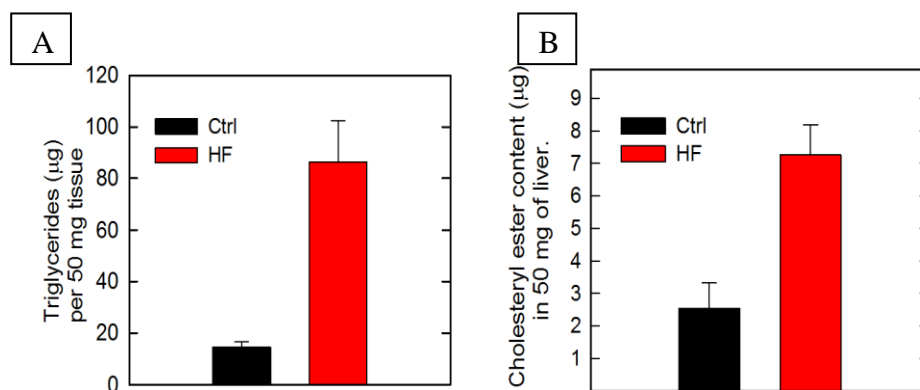 A
120
100
80
60
40
20
0
Triglycerides (µg)
per 50 mg tissue
Ctrl
HF
B
9
8
7
6
5
4
3
2
1
Cholesteryl ester content (µg)
in 50 mg of liver.
Ctrl
HF